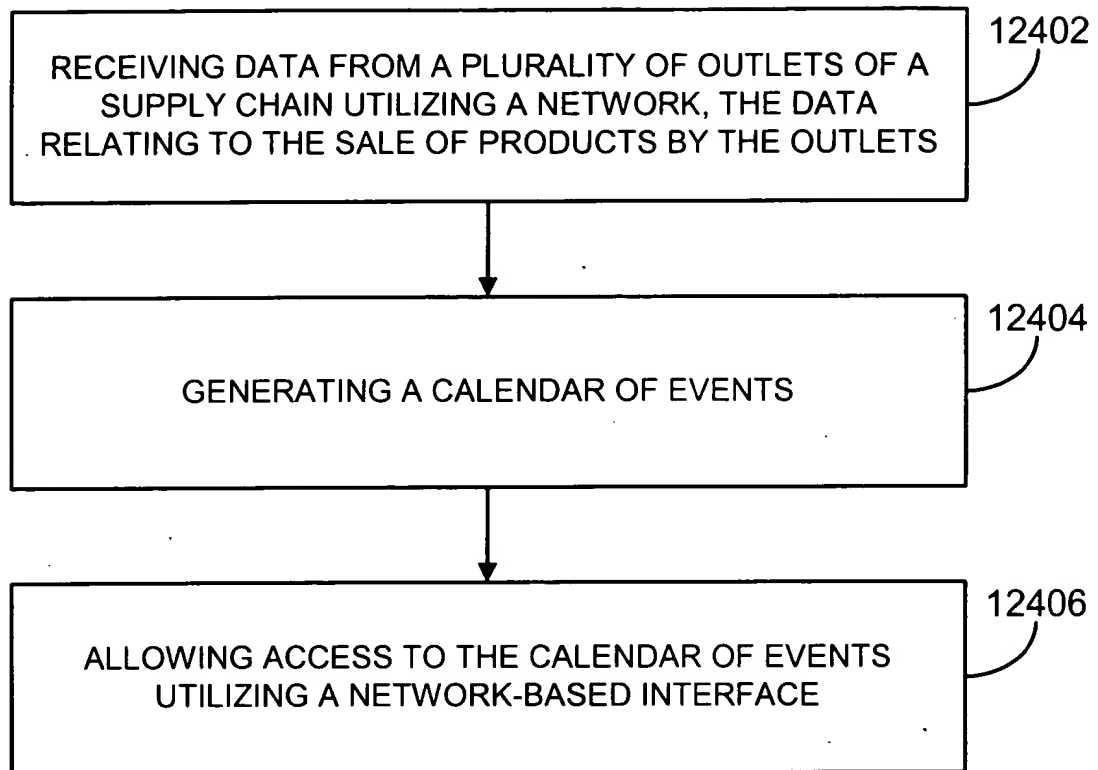 12402
RECEIVING DATA FROM A PLURALITY OF OUTLETS OF A
SUPPLY CHAIN UTILIZING A NETWORK, THE DATA
RELATING TO THE SALE OF PRODUCTS BY THE OUTLETS
12404
GENERATING A CALENDAR OF EVENTS
12406
ALLOWING ACCESS TO THE CALENDAR OF EVENTS
UTILIZING A NETWORK-BASED INTERFACE